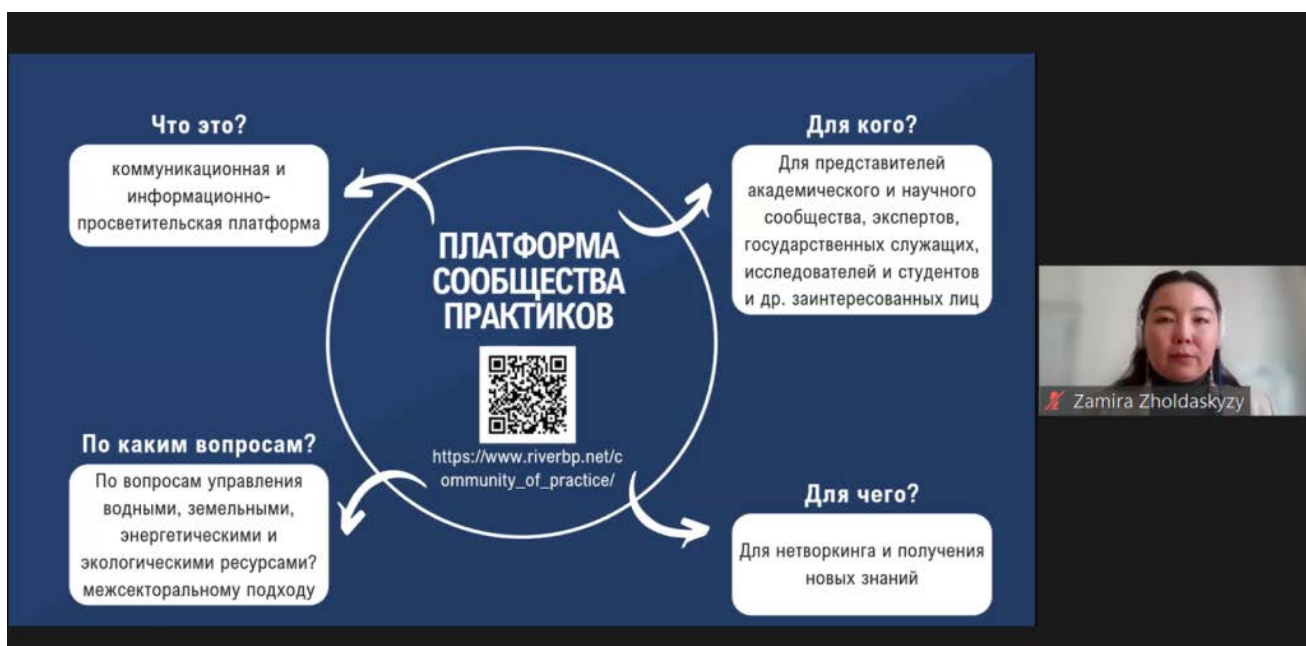 Что это?
коммуникационная и
информационно-
просветительская платформа
Для кого?
Для представителей
академического и научного
сообщества, экспертов,
государственных служащих,
исследователей и студентов
и др. заинтересованных лиц
ПЛАТФОРМА
СООБЩЕСТВА
ПРАКТИКОВ
https://www.riverbp.net/c
ommunity_of_practice/
По каким вопросам?
По вопросам управления
водными, земельными,
энергетическими и
экологическими ресурсами?
межсекторальному подходу
Для чего?
Для нетворкинга и получения
новых знаний
Zamira Zholdaskyzy